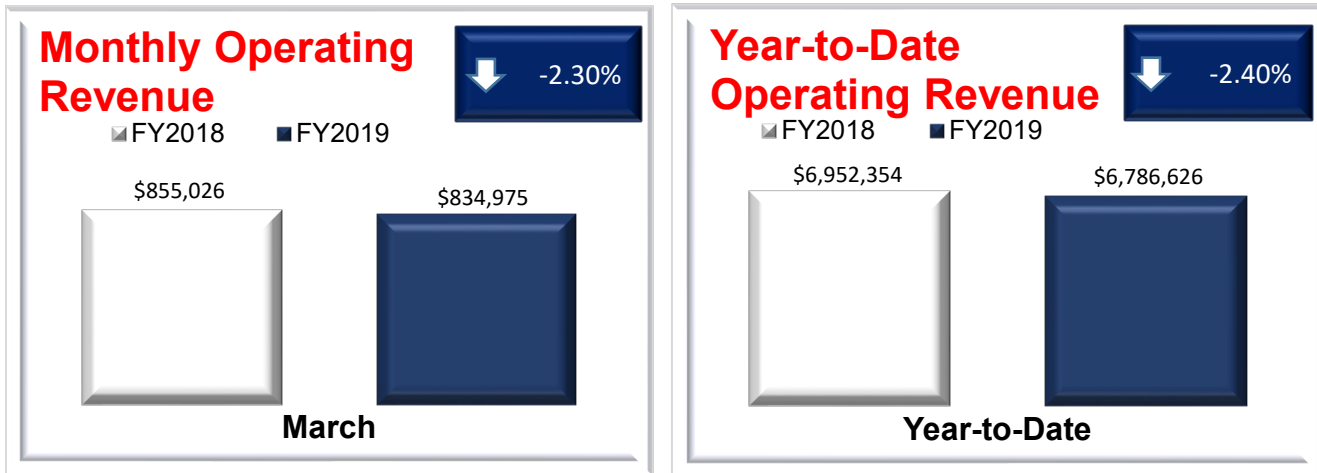 Monthly Operating
Revenue
-2.30%
FY2018 FY2019
$855,026
$834,975
March
Year-to-Date
Operating Revenue
-2.40%
FY2018 FY2019
$6,952,354
$6,786,626
Year-to-Date